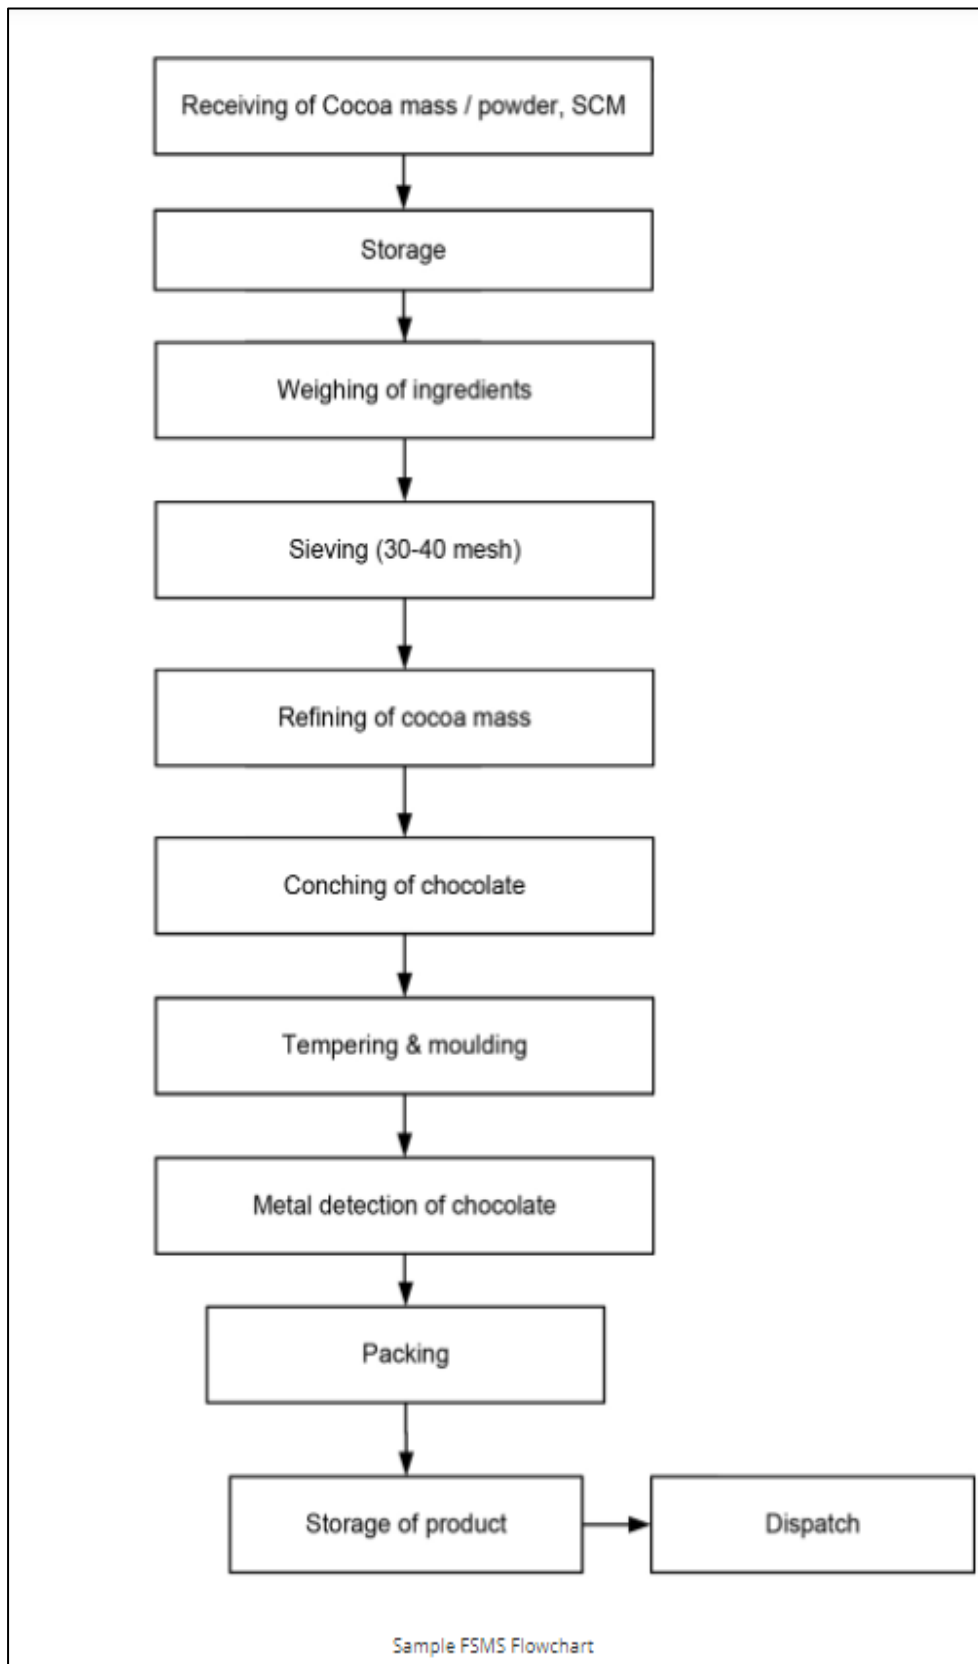 Receiving of Cocoa mass / powder, SCM
Storage
Weighing of ingredients
Sieving (30-40 mesh)
Refining of cocoa mass
Conching of chocolate
Tempering & moulding
Metal detection of chocolate
Packing
Storage of product
Dispatch
Sample FSMS Flowchart